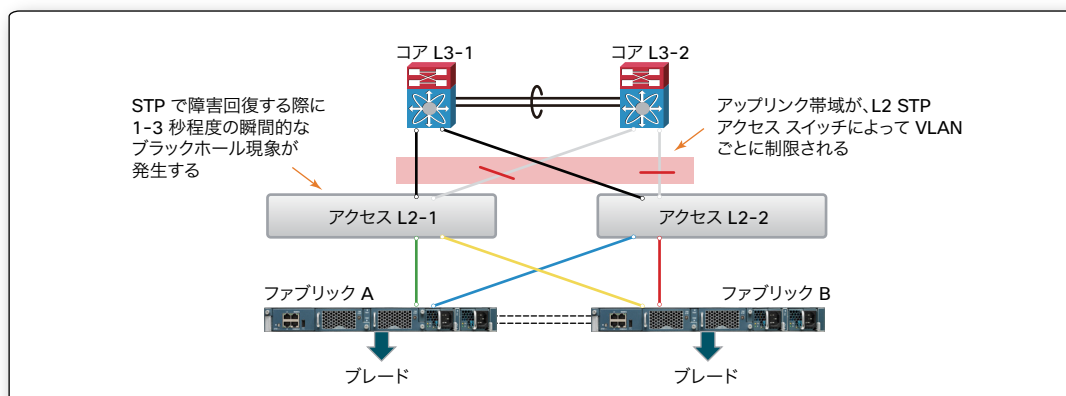 コア L3-1
コア L3-2
STP で障害回復する際に
1-3 秒程度の瞬間的な
ブラックホール現象が
発生する
アップリンク帯域が、L2 STP
アクセス スイッチによって VLAN
ごとに制限される
アクセス L2-1
アクセス L2-2
ファブリック A
ファブリック B
ブレード
ブレード